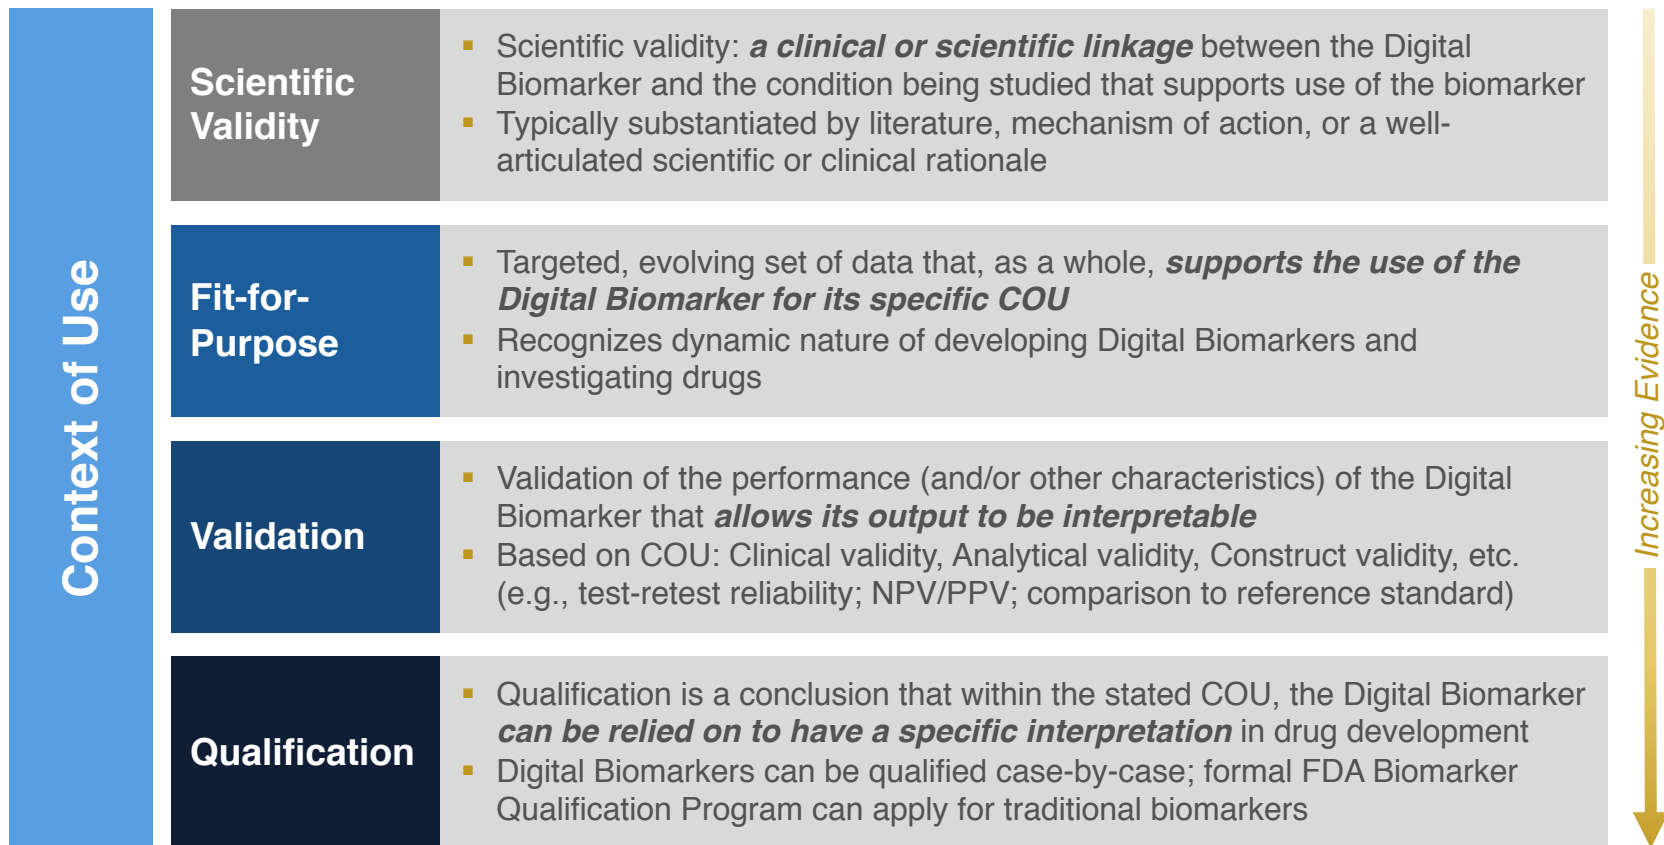 Context of Use
Scientific
Validity
▪ Scientific validity: a clinical or scientific linkage between the Digital
Biomarker and the condition being studied that supports use of the biomarker
▪ Typically substantiated by literature, mechanism of action, or a well-
articulated scientific or clinical rationale
Fit-for-
Purpose
▪ Targeted, evolving set of data that, as a whole, supports the use of the
Digital Biomarker for its specific COU
▪ Recognizes dynamic nature of developing Digital Biomarkers and
investigating drugs
Validation
▪ Validation of the performance (and/or other characteristics) of the Digital
Biomarker that allows its output to be interpretable
▪ Based on COU: Clinical validity, Analytical validity, Construct validity, etc.
(e.g., test-retest reliability; NPV/PPV; comparison to reference standard)
Qualification
▪ Qualification is a conclusion that within the stated COU, the Digital Biomarker
can be relied on to have a specific interpretation in drug development
▪ Digital Biomarkers can be qualified case-by-case; formal FDA Biomarker
Qualification Program can apply for traditional biomarkers
Increasing Evidence